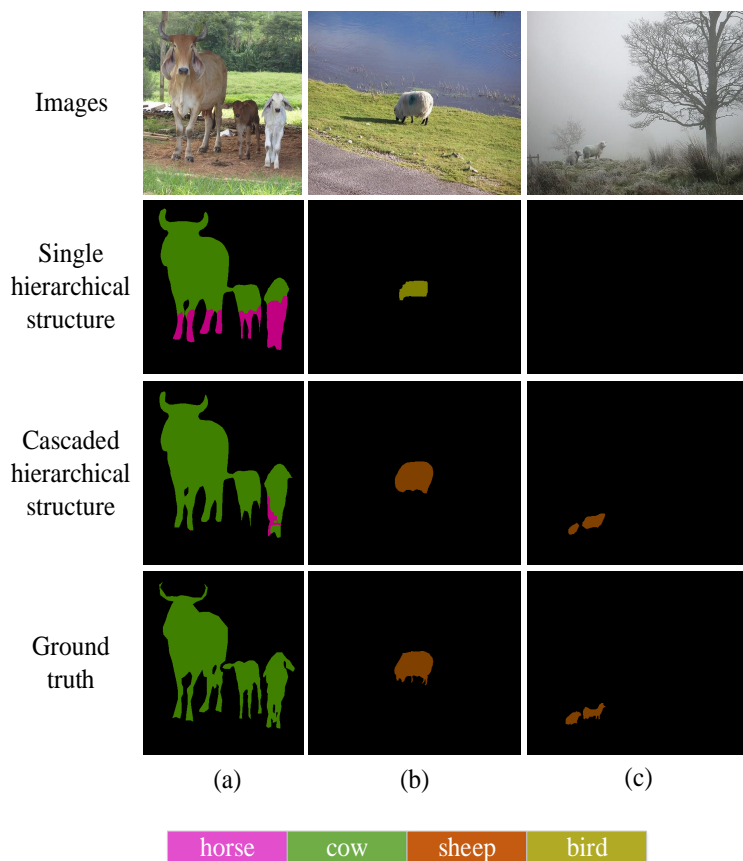 Images
Single
hierarchical
structure
Cascaded
hierarchical
structure
Ground
truth
(a) (b) (c)
horse cow sheep bird